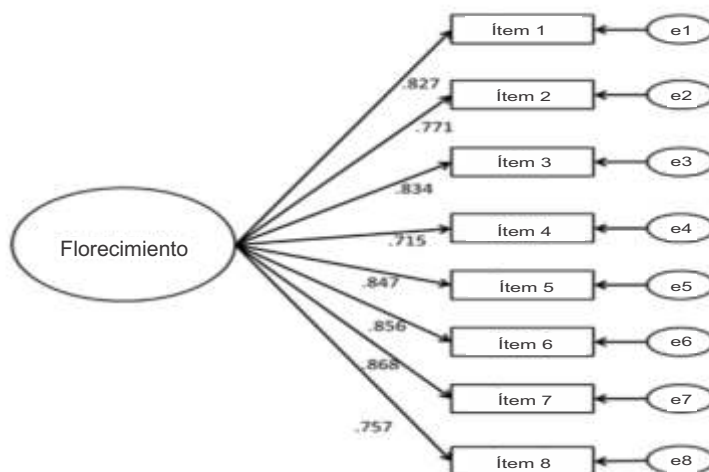 Ítem 1
e1
.827
Ítem 2
e2
.771
Ítem 3
e3
.834
Florecimiento
.715
Ítem 4
e4
.847
Ítem 5
e5
.856
Ítem 6
e6
.868
Ítem 7
e7
.757
Ítem 8
e8